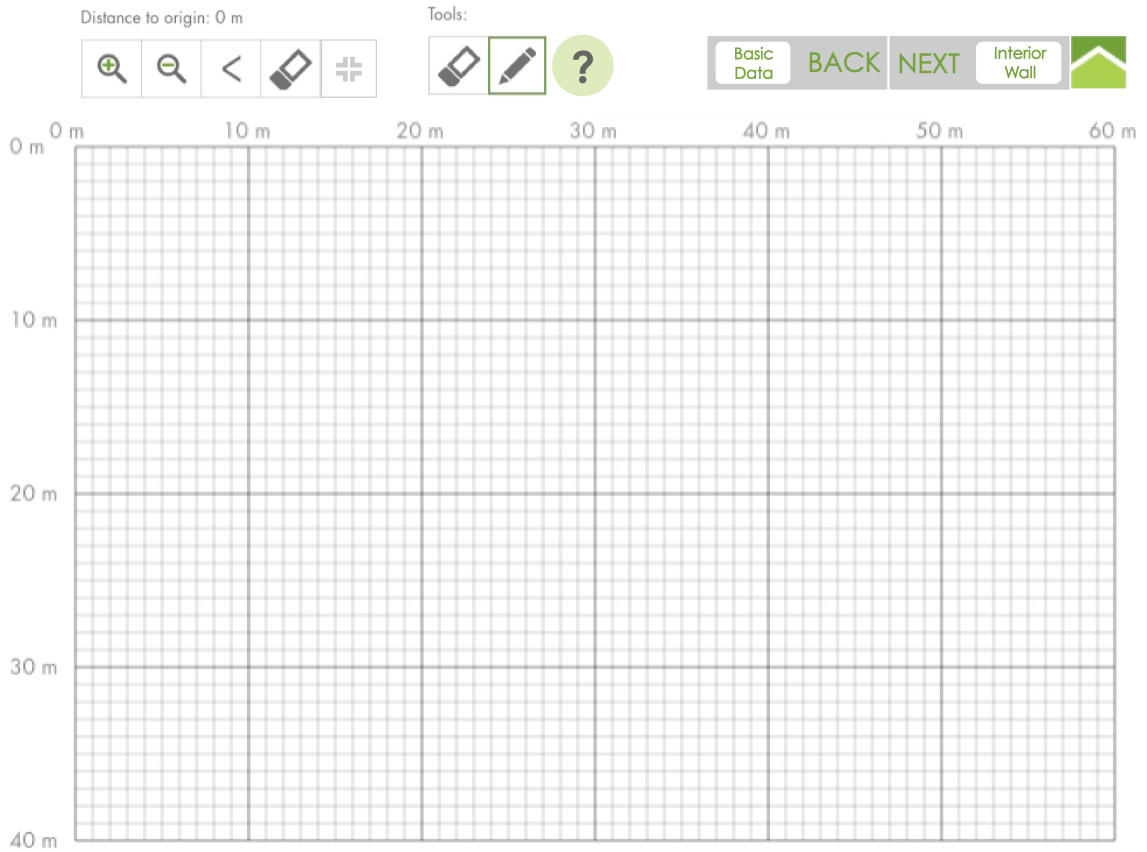 Distance to origin: 0 m
Tools:
?
Basic
Data
BACK
NEXT
Interior
Wall
0 m
10 m
20 m
30 m
40 m
50 m
60 m
0 m
10 m
20 m
30 m
40 m